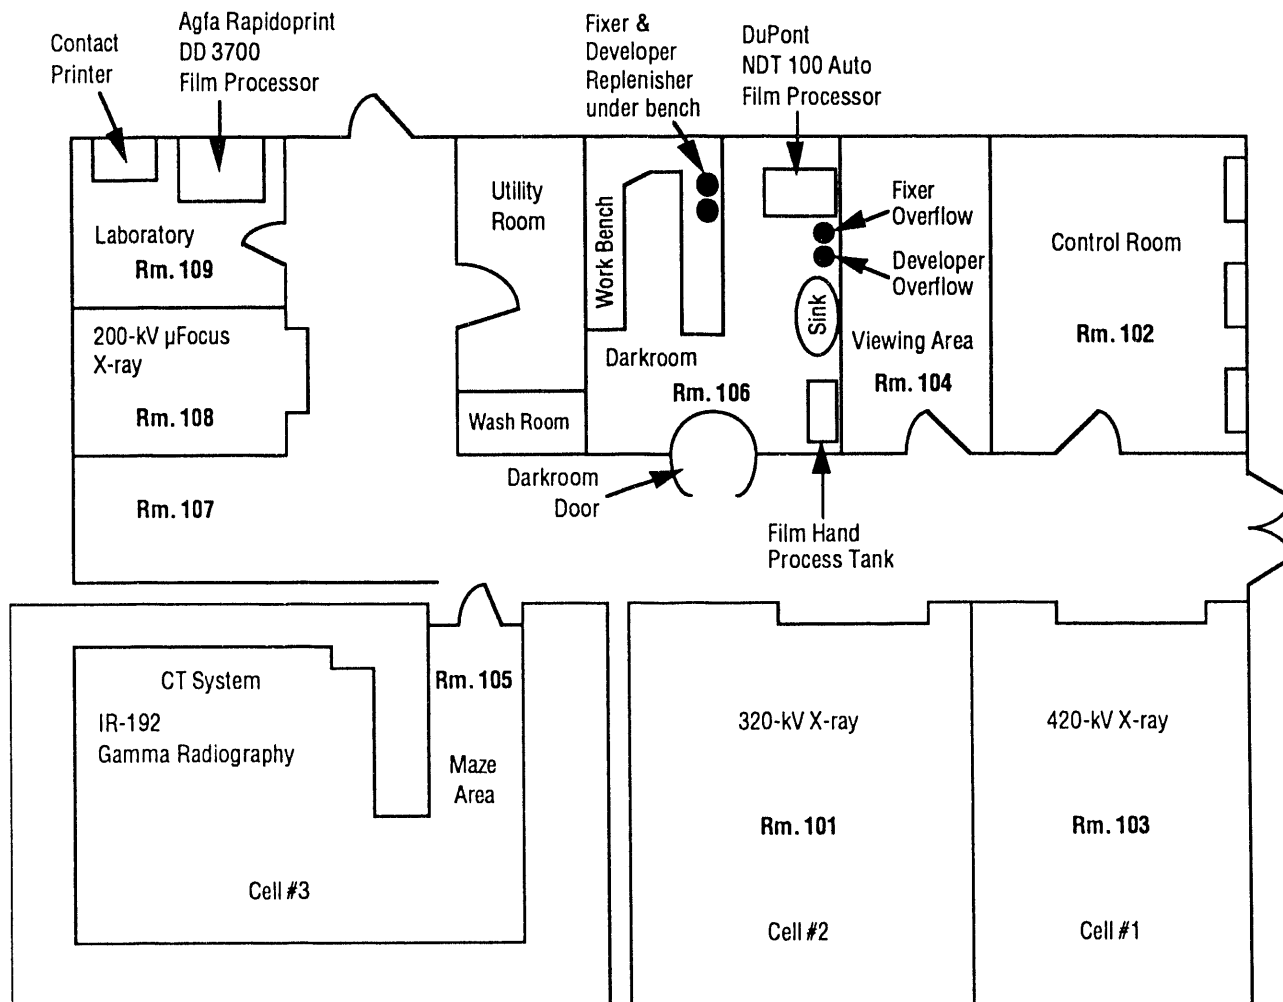 Contact
Printer
Agfa Rapidoprint
DD 3700
Film Processor
Fixer &
Developer
Replenisher
under bench
DuPont
NDT 100 Auto
Film Processor
Laboratory
Rm. 109
Utility
Room
Work Bench
Fixer
Overflow
Developer
Overflow
Sink
Control Room
Rm. 102
200-kV µFocus
X-ray
Rm. 108
Darkroom
Rm. 106
Viewing Area
Rm. 104
Wash Room
Rm. 107
Darkroom
Door
Film Hand
Process Tank
CT System
IR-192
Gamma Radiography
Rm. 105
Maze
Area
Cell #3
320-kV X-ray
Rm. 101
Cell #2
420-kV X-ray
Rm. 103
Cell #1